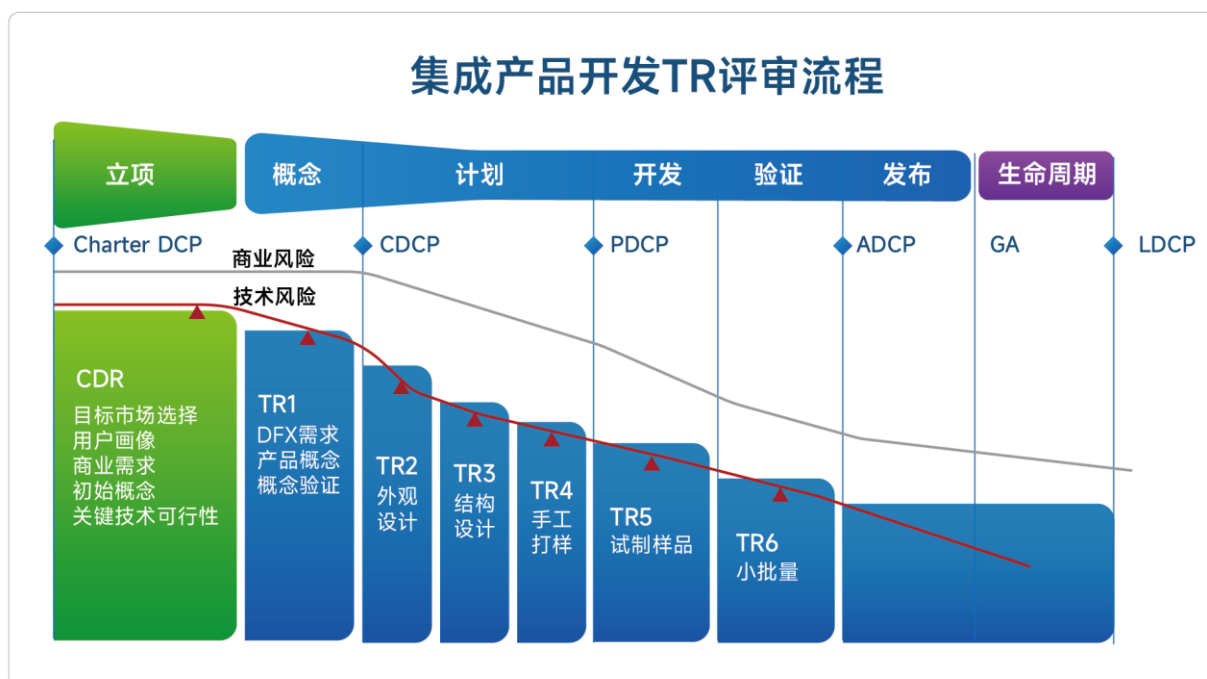 集成产品开发TR评审流程
立项
概念
计划
开发
验证
发布
生命周期
Charter DCP
CDCP
PDCP
ADCP
GA
LDCP
商业风险
技术风险
CDR
目标市场选择
用户画像
商业需求
初始概念
关键技术可行性
TR1
DFX需求
产品概念
概念验证
TR2
外观
设计
TR3
结构
设计
TR4
手工
打样
TR5
试制样品
TR6
小批量